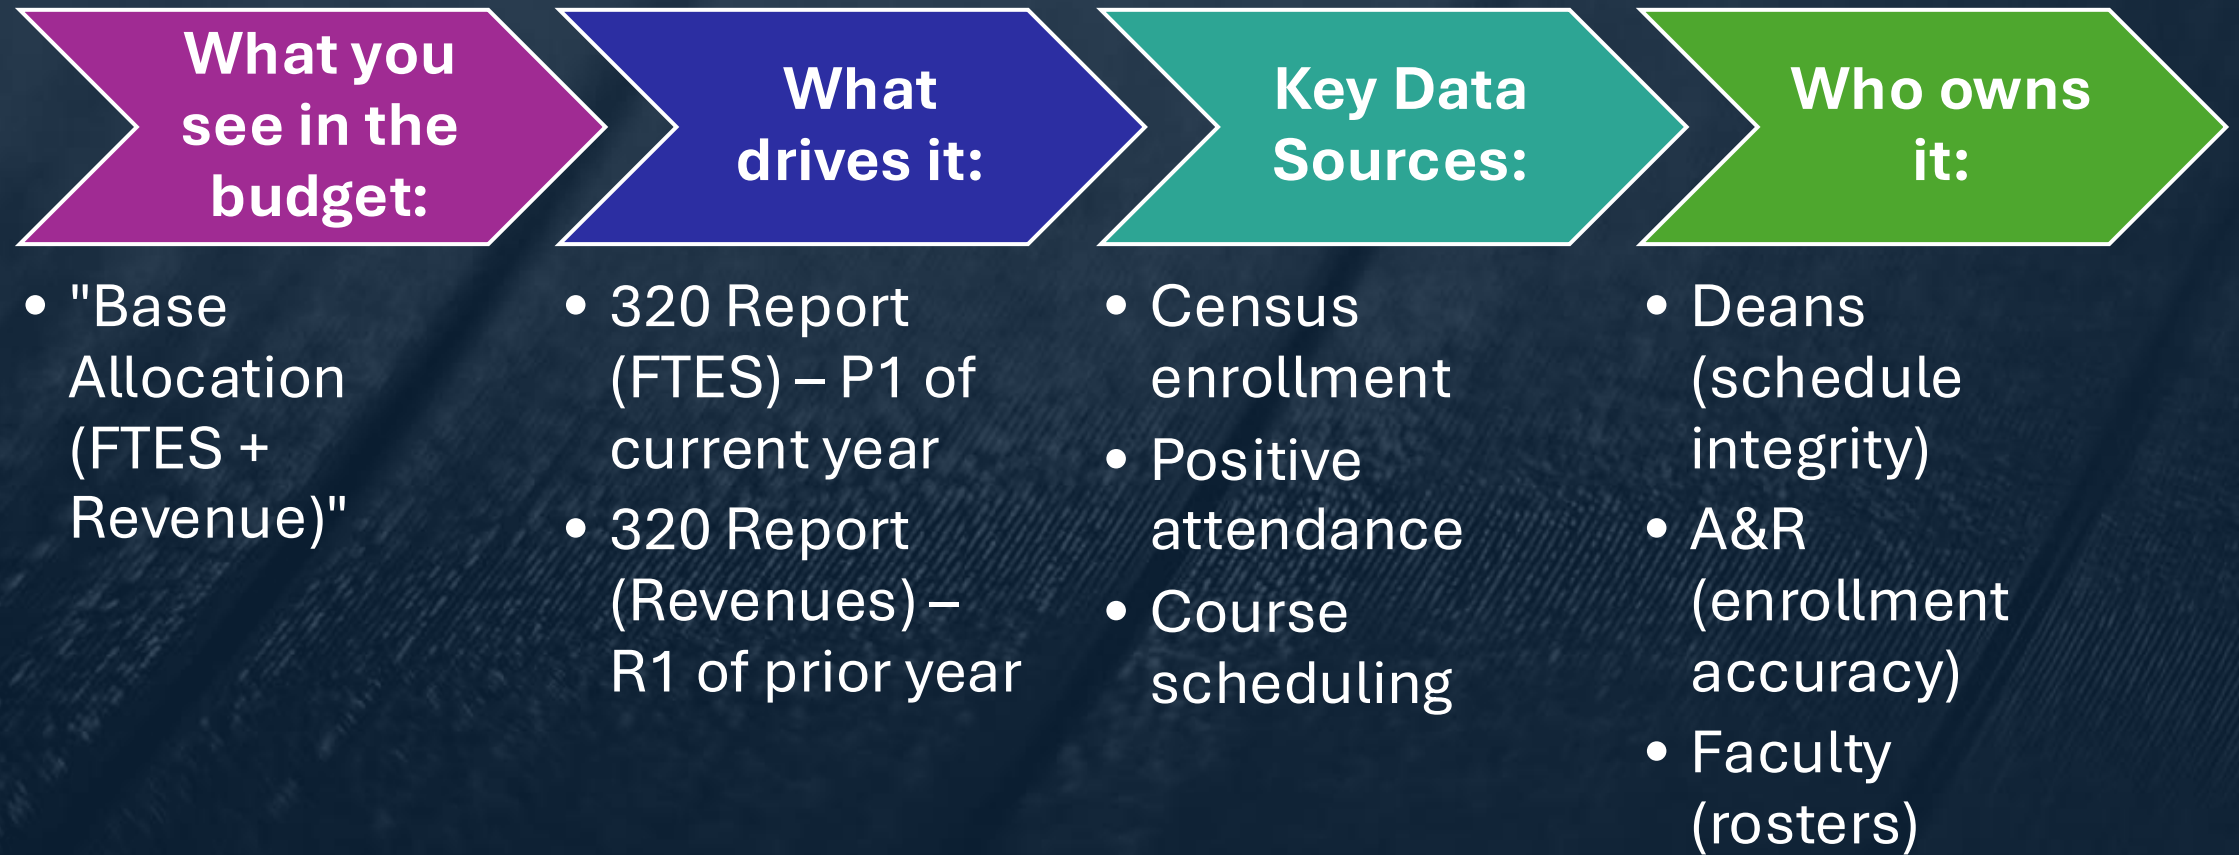 What you
see in the
budget:
What
drives it:
Key Data
Sources:
Who owns
it:
• "Base
Allocation
(FTES +
Revenue)"
• 320 Report
(FTES) – P1 of
current year
• 320 Report
(Revenues) –
R1 of prior year
• Census
enrollment
• Positive
attendance
• Course
scheduling
• Deans
(schedule
integrity)
• A&R
(enrollment
accuracy)
• Faculty
(rosters)